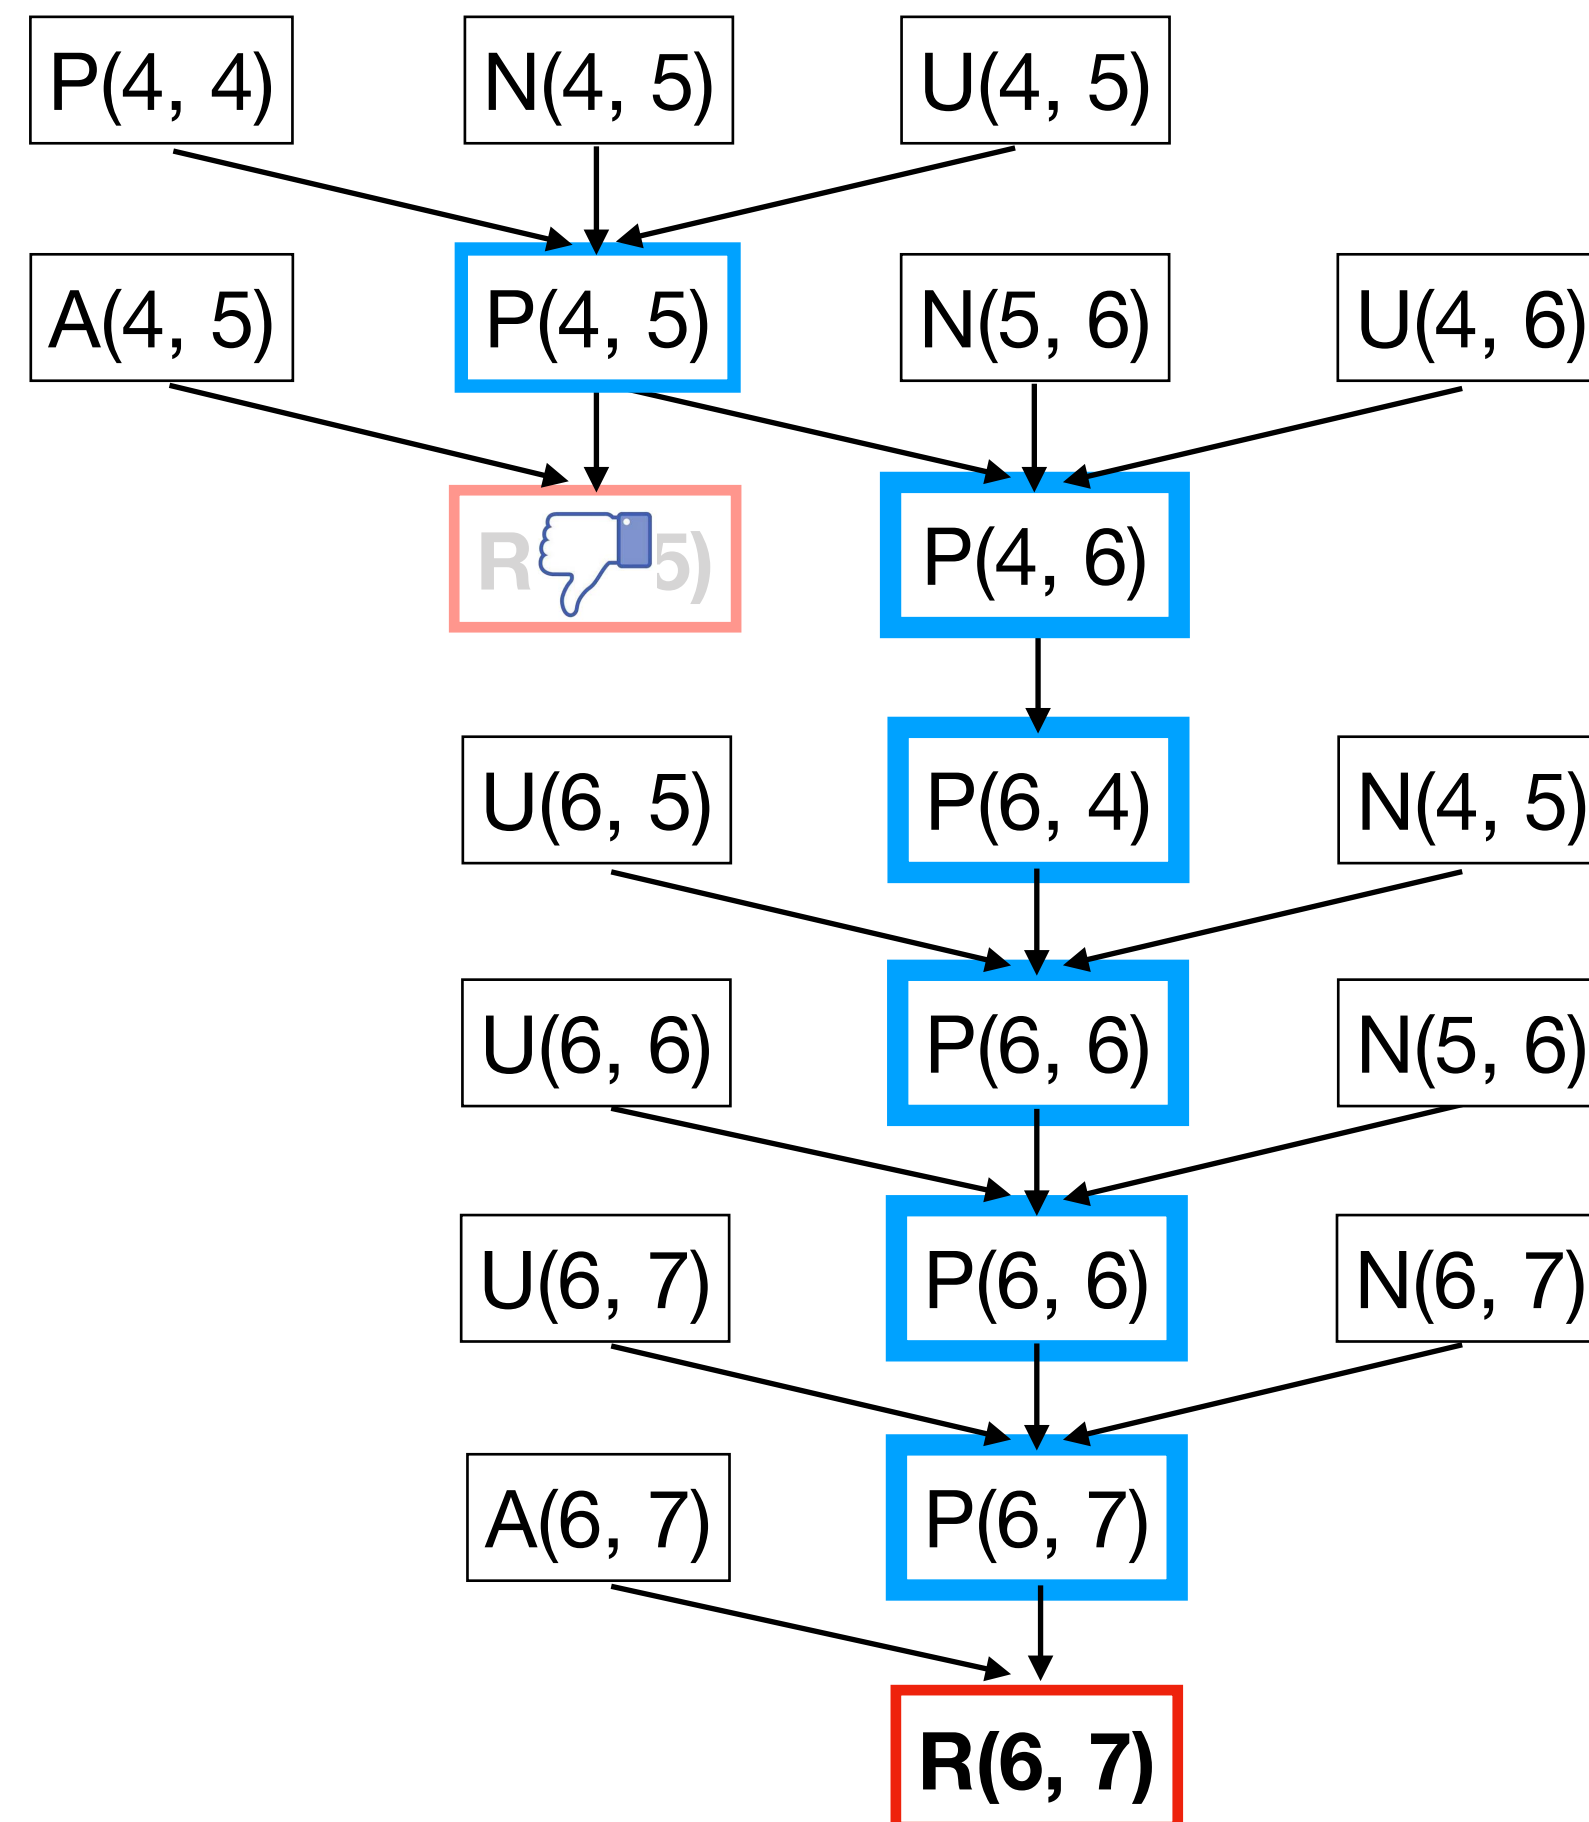 P(4, 4) N(4, 5) U(4, 5)
A(4, 5) P(4, 5) N(5, 6) U(4, 6)
R 5) P(4, 6)
U(6, 5) P(6, 4) N(4, 5)
U(6, 6) P(6, 6) N(5, 6)
U(6, 7) P(6, 6) N(6, 7)
A(6, 7) P(6, 7)
R(6, 7)